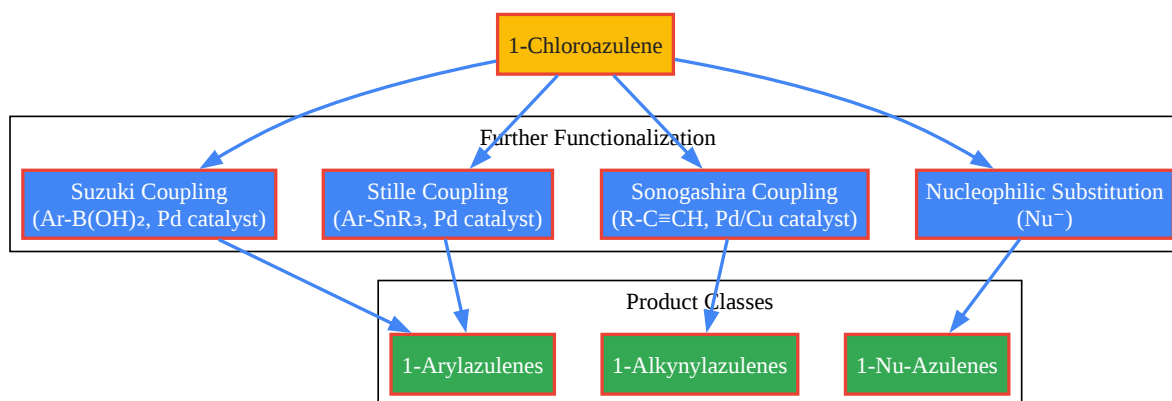 1-Chloroazulene
Further Functionalization
Suzuki Coupling
(Ar-B(OH)₂, Pd catalyst)
Stille Coupling
(Ar-SnR₃, Pd catalyst)
Sonogashira Coupling
(R-C≡CH, Pd/Cu catalyst)
Nucleophilic Substitution
(Nu⁻)
Product Classes
1-Arylazulenes
1-Alkynylazulenes
1-Nu-Azulenes